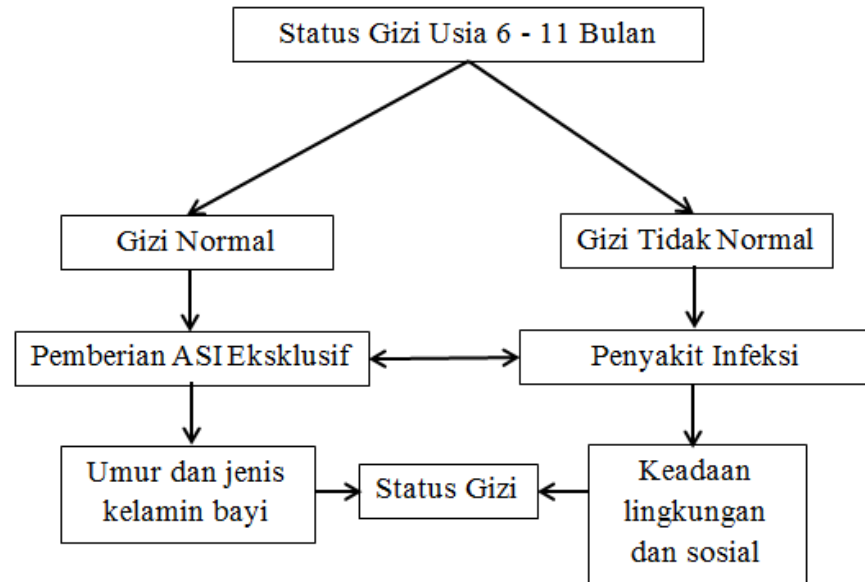 Status Gizi Usia 6 - 11 Bulan
Gizi Normal
Gizi Tidak Normal
Pemberian ASI Eksklusif
Penyakit Infeksi
Umur dan jenis
kelamin bayi
Status Gizi
Keadaan
lingkungan
dan sosial